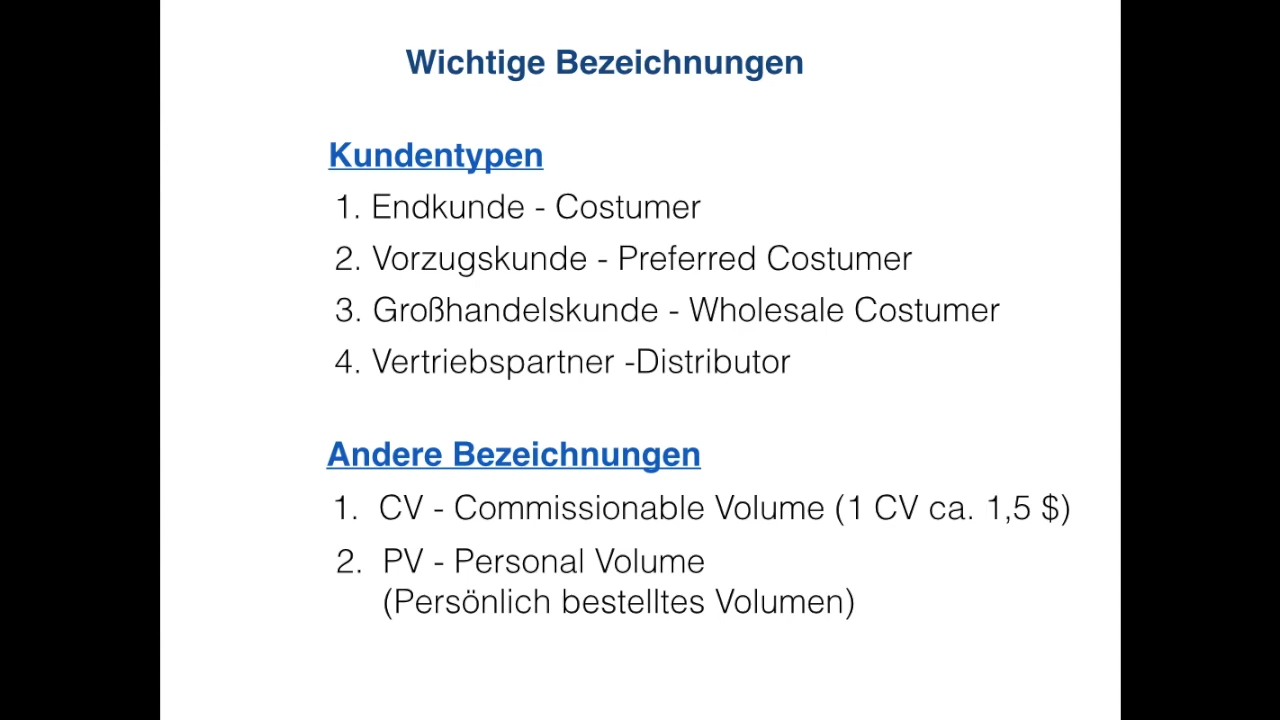 Wichtige Bezeichnungen
Kundentypen
1. Endkunde - Costumer
2. Vorzugskunde - Preferred Costumer
3. Großhandelskunde - Wholesale Costumer
4. Vertriebspartner -Distributor
Andere Bezeichnungen
1. CV - Commissionable Volume (1 CV ca. 1,5 $)
2. PV - Personal Volume
(Persönlich bestelltes Volumen)